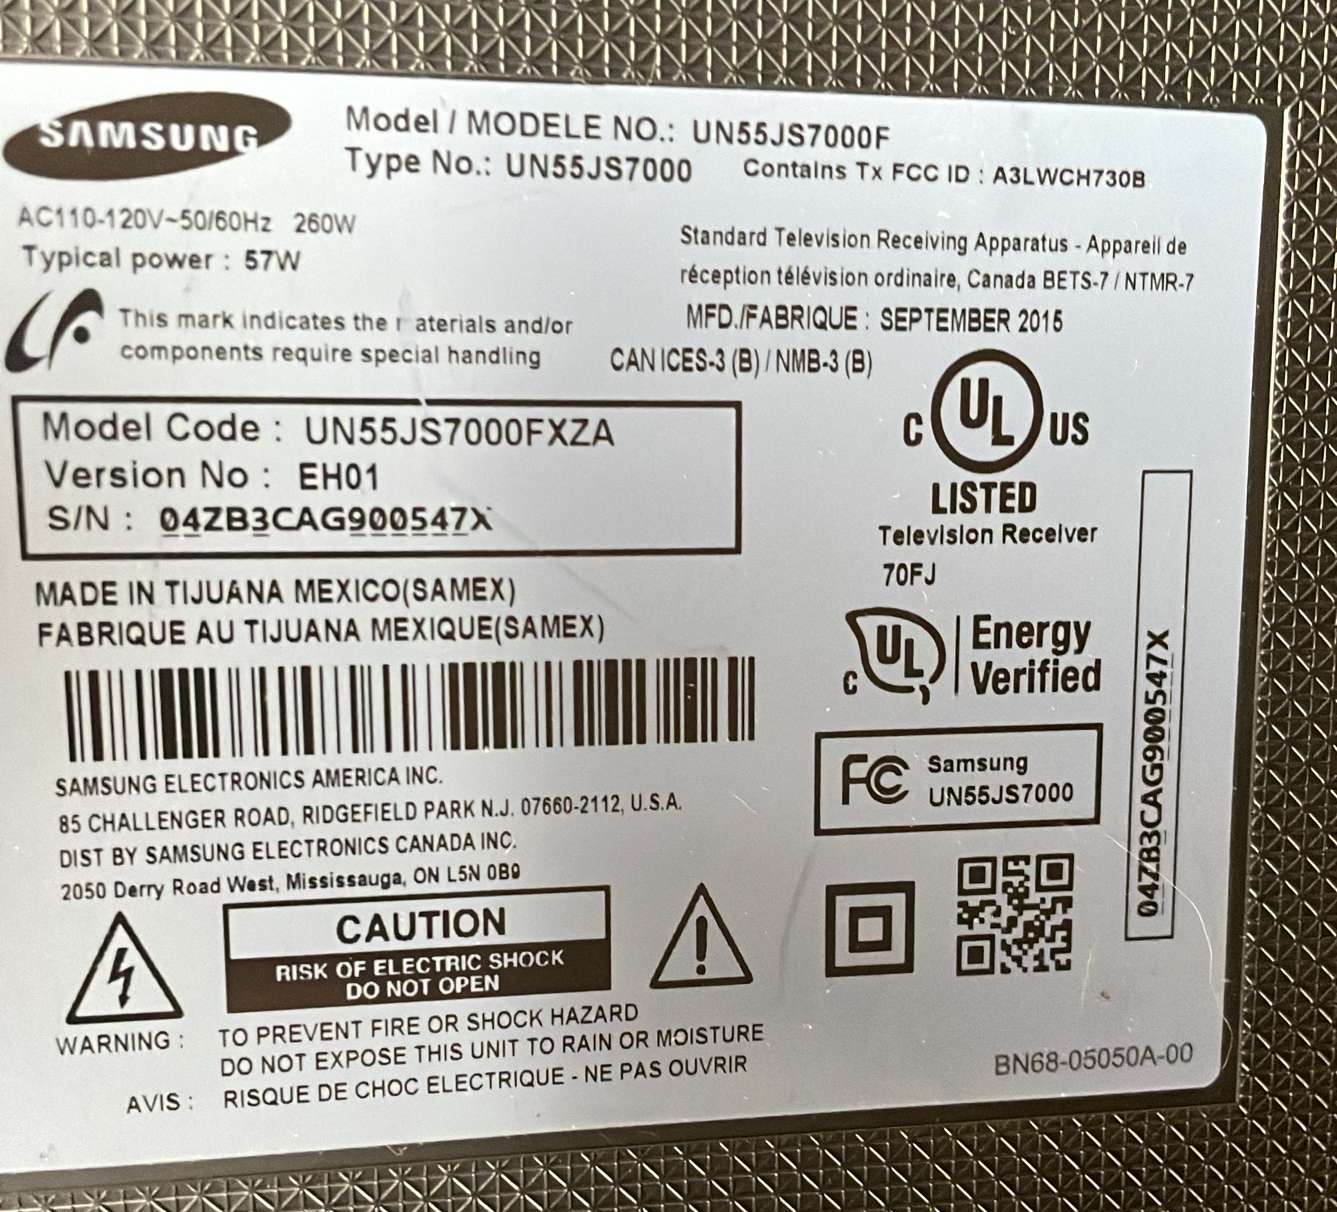 SAMSUNG
Model / MODELE NO.: UN55JS7000F
Type No.: UN55JS7000 Contains Tx FCC ID : A3LWCH730B
AC110-120V~50/60Hz 260W
Typical power : 57W
Standard Television Receiving Apparatus - Appareil de
réception télévision ordinaire, Canada BETS-7 / NTMR-7
MFD./FABRIQUE : SEPTEMBER 2015
This mark indicates the aterials and/or
components require special handling
CAN ICES-3 (B) / NMB-3 (B)
Model Code : UN55JS7000FXZA
Version No : EH01
S/N : 04ZB3CAG900547X
C UL US
LISTED
Television Receiver
70FJ
MADE IN TIJUANA MEXICO(SAMEX)
FABRIQUE AU TIJUANA MEXIQUE(SAMEX)
C UL Energy
Verified
SAMSUNG ELECTRONICS AMERICA INC.
85 CHALLENGER ROAD, RIDGEFIELD PARK N.J. 07660-2112, U.S.A.
DIST BY SAMSUNG ELECTRONICS CANADA INC.
2050 Derry Road West, Mississauga, ON L5N 0B9
FC Samsung
UN55JS7000
04ZB3CAG900547X
CAUTION
RISK OF ELECTRIC SHOCK
DO NOT OPEN
WARNING : TO PREVENT FIRE OR SHOCK HAZARD
DO NOT EXPOSE THIS UNIT TO RAIN OR MOISTURE
AVIS : RISQUE DE CHOC ELECTRIQUE - NE PAS OUVRIR
BN68-05050A-00